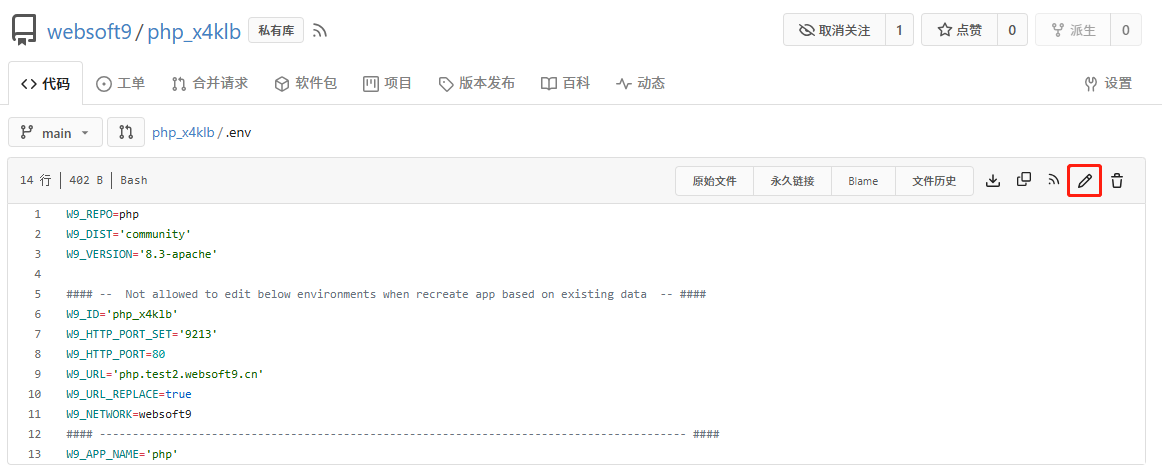 websoft9 / php_x4klb 私有库 取消关注 1 点赞 0 派生 0
代码 工单 合并请求 软件包 项目 版本发布 百科 动态 设置
main php_x4klb / .env
14 行 402 B Bash 原始文件 永久链接 Blame 文件历史
1 W9_REPO=php
2 W9_DIST='community'
3 W9_VERSION='8.3-apache'
4
5 #### -- Not allowed to edit below environments when recreate app based on existing data -- ####
6 W9_ID='php_x4klb'
7 W9_HTTP_PORT_SET='9213'
8 W9_HTTP_PORT=80
9 W9_URL='php.test2.websoft9.cn'
10 W9_URL_REPLACE=true
11 W9_NETWORK=websoft9
12 #### ---------------------------------------------------------------------------------------- ####
13 W9_APP_NAME='php'